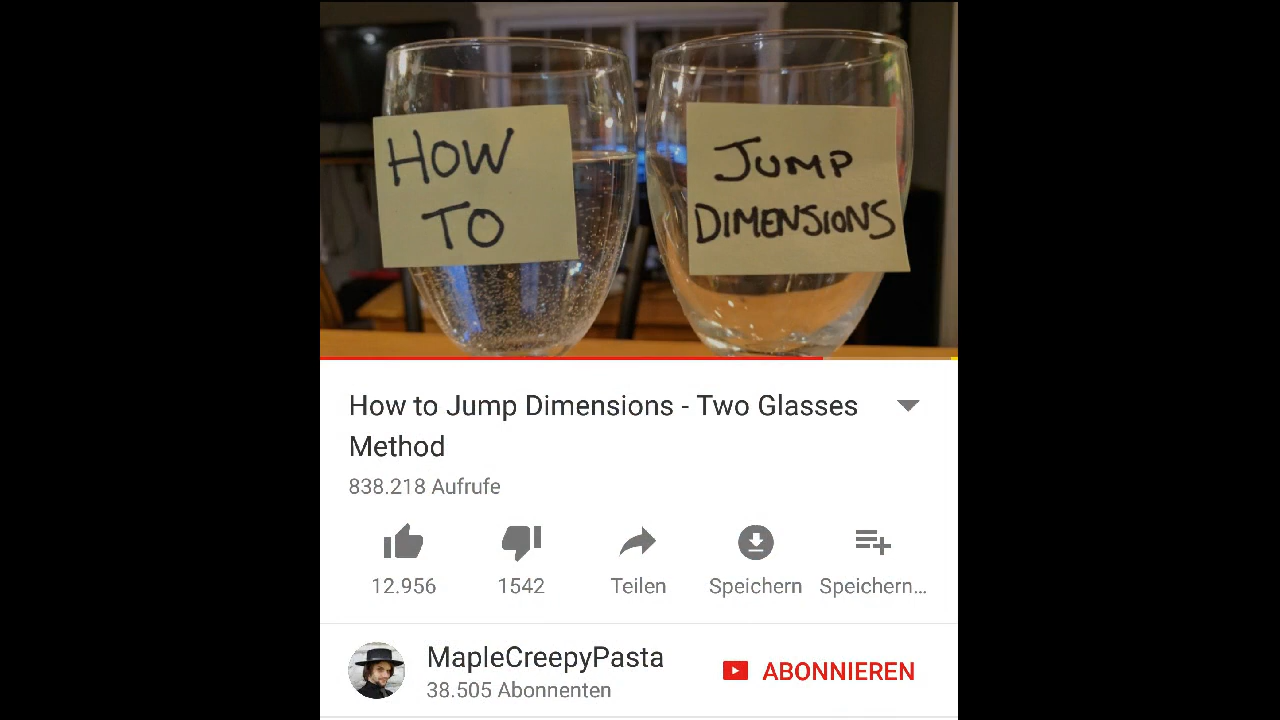 HOW
TO
JUMP
DIMENSIONS
How to Jump Dimensions - Two Glasses
Method
838.218 Aufrufe
12.956
1542
Teilen
Speichern
Speichern...
MapleCreepyPasta
38.505 Abonnenten
ABONNIEREN